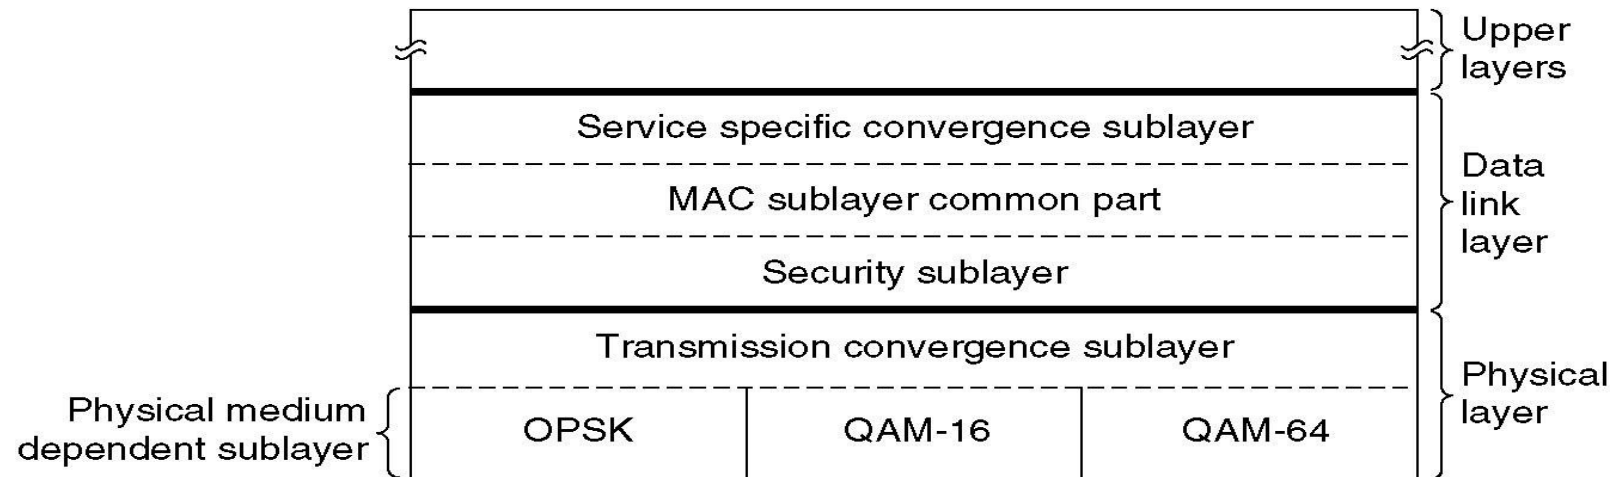 Upper
layers
Service specific convergence sublayer
MAC sublayer common part
Security sublayer
Data
link
layer
Transmission convergence sublayer
Physical medium
dependent sublayer
OPSK
QAM-16
QAM-64
Physical
layer